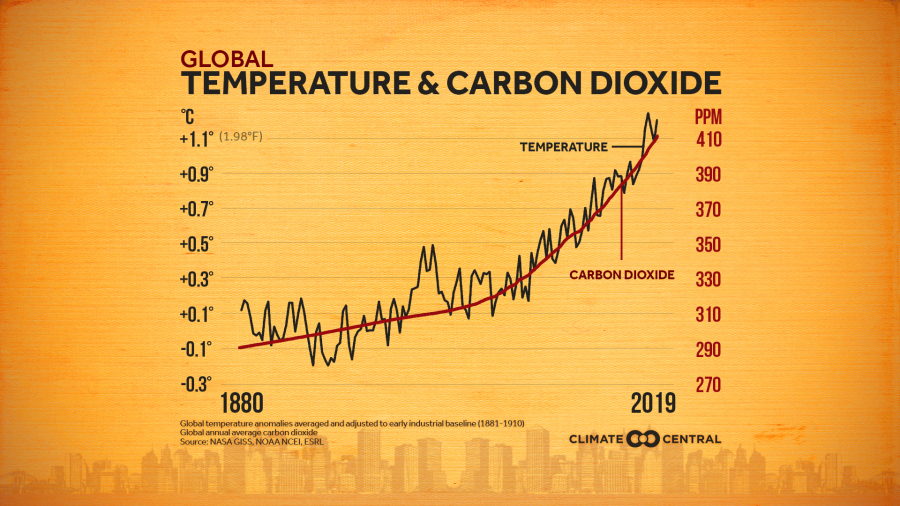 GLOBAL
TEMPERATURE & CARBON DIOXIDE
°C
PPM
+1.1° (1.98°F)
410
TEMPERATURE
+0.9°
390
+0.7°
370
+0.5°
350
CARBON DIOXIDE
+0.3°
330
+0.1°
310
-0.1°
290
-0.3°
270
1880
2019
Global temperature anomalies averaged and adjusted to early industrial baseline (1881-1910)
Global annual average carbon dioxide
Source: NASA GISS, NOAA NCEI, ESRL
CLIMATE CENTRAL